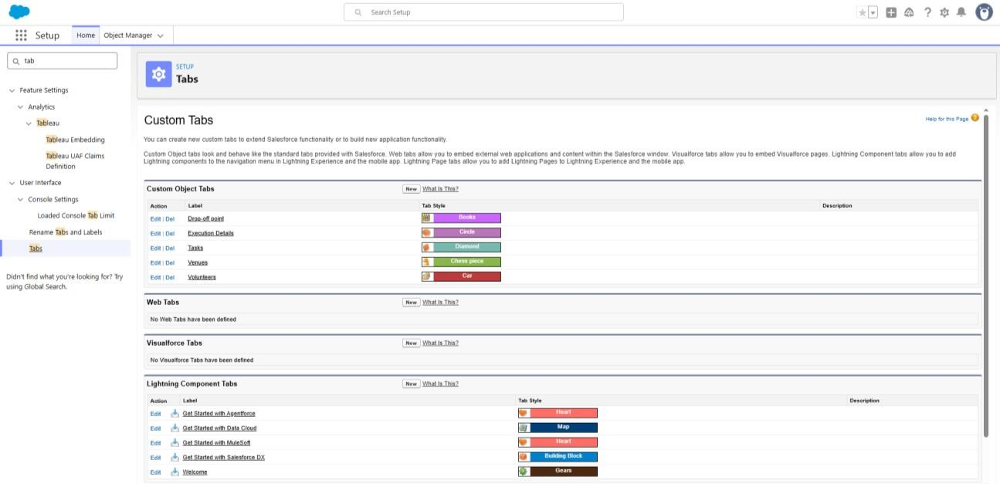 Search Setup
Setup
Home
Object Manager
tab
Feature Settings
Analytics
Tableau
Tableau Embedding
Tableau UAF Claims
Definition
User Interface
Console Settings
Loaded Console Tab Limit
Rename Tabs and Labels
Tabs
Didn't find what you're looking for? Try
using Global Search.
SETUP
Tabs
Custom Tabs
Help for this Page
You can create new custom tabs to extend Salesforce functionality or to build new application functionality.
Custom Object tabs look and behave like the standard tabs provided with Salesforce. Web tabs allow you to embed external web applications and content within the Salesforce window. Visualforce tabs allow you to embed Visualforce pages. Lightning Component tabs allow you to add
Lightning components to the navigation menu in Lightning Experience and the mobile app. Lightning Page tabs allow you to add Lightning Pages to Lightning Experience and the mobile app.
Custom Object Tabs New What Is This?
Action Label Tab Style Description
Edit | Del Drop-off point Books
Edit | Del Execution Details Circle
Edit | Del Tasks Diamond
Edit | Del Venues Chess piece
Edit | Del Volunteers Car
Web Tabs New What Is This?
No Web Tabs have been defined
Visualforce Tabs New What Is This?
No Visualforce Tabs have been defined
Lightning Component Tabs New What Is This?
Action Label Tab Style Description
Edit Get Started with Agentforce Heart
Edit Get Started with Data Cloud Map
Edit Get Started with MuleSoft Heart
Edit Get Started with Salesforce DX Building Block
Edit Welcome Gears